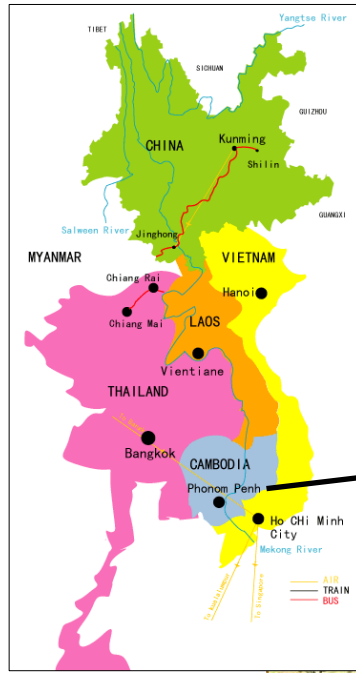 Yangtse River
TIBET
SICHUAN
GUIZHOU
CHINA
Kunming
Shilin
GUANGXI
Salween River
Jinghong
MYANMAR
VIETNAM
Chiang Rai
Hanoi
Chiang Mai
LAOS
Vientiane
THAILAND
Bangkok
CAMBODIA
Phonom Penh
Ho CHi Minh
City
Mekong River
AIR
TRAIN
BUS
To Singapore